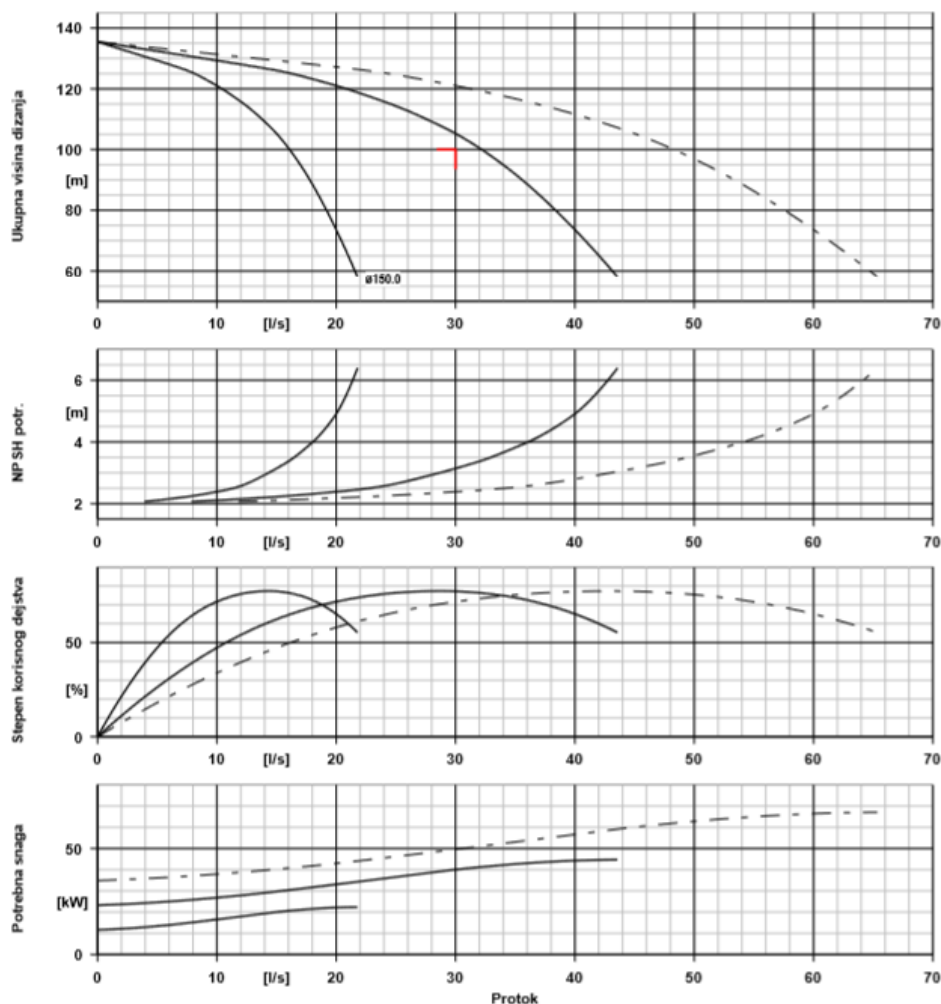 Ukupna visina dizanja
140
120
100
[m]
80
60
ø150.0
0 10 [l/s] 20 30 40 50 60 70
NPSH potr.
6
[m]
4
2
0 10 [l/s] 20 30 40 50 60 70
Stepen korisnog dejstva
50
[%]
0
0 10 [l/s] 20 30 40 50 60 70
Potrebna snaga
50
[kW]
0
0 10 [l/s] 20 30 40 50 60 70
Protok